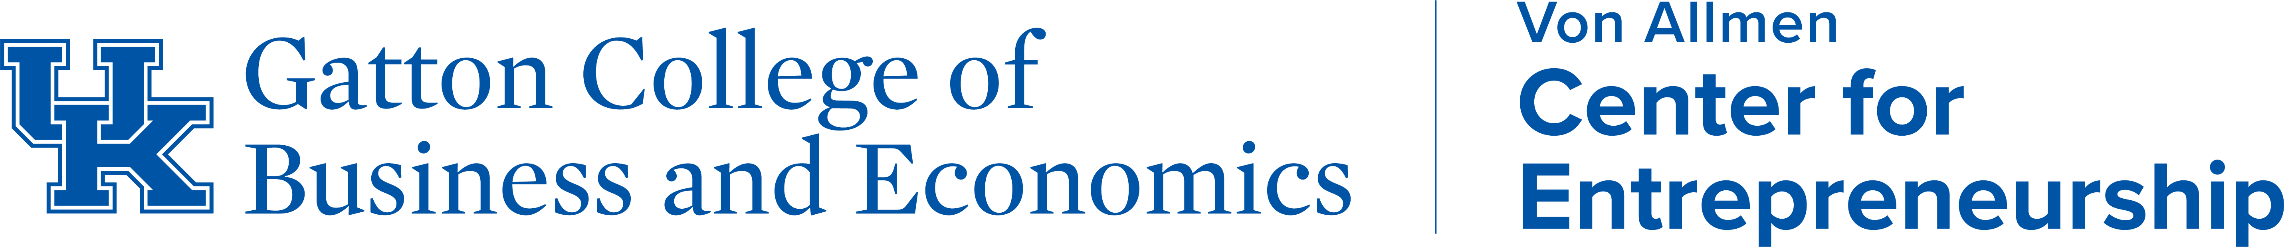 UK
Gatton College of
Business and Economics
Von Allmen
Center for
Entrepreneurship